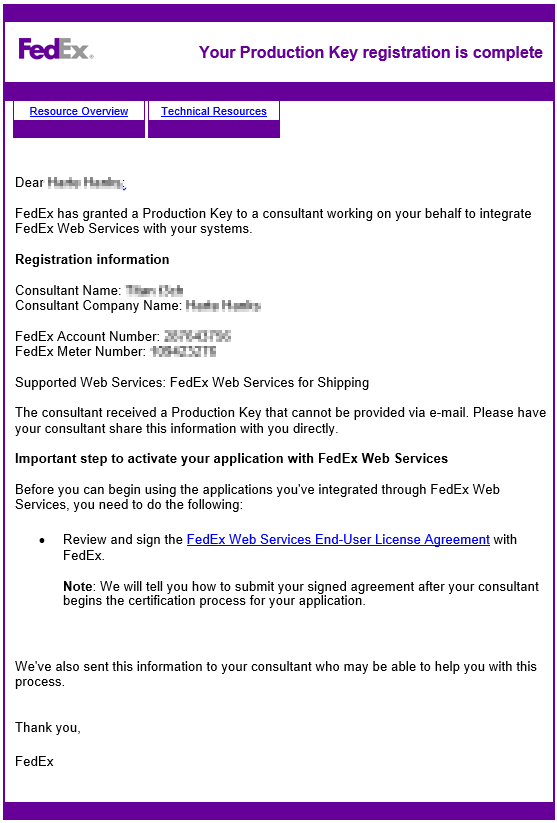 FedEx®
Your Production Key registration is complete
Resource Overview
Technical Resources
Dear
FedEx has granted a Production Key to a consultant working on your behalf to integrate
FedEx Web Services with your systems.
Registration information
Consultant Name:
Consultant Company Name:
FedEx Account Number:
FedEx Meter Number:
Supported Web Services: FedEx Web Services for Shipping
The consultant received a Production Key that cannot be provided via e-mail. Please have
your consultant share this information with you directly.
Important step to activate your application with FedEx Web Services
Before you can begin using the applications you've integrated through FedEx Web
Services, you need to do the following:
• Review and sign the FedEx Web Services End-User License Agreement with
FedEx.
Note: We will tell you how to submit your signed agreement after your consultant
begins the certification process for your application.
We've also sent this information to your consultant who may be able to help you with this
process.
Thank you,
FedEx